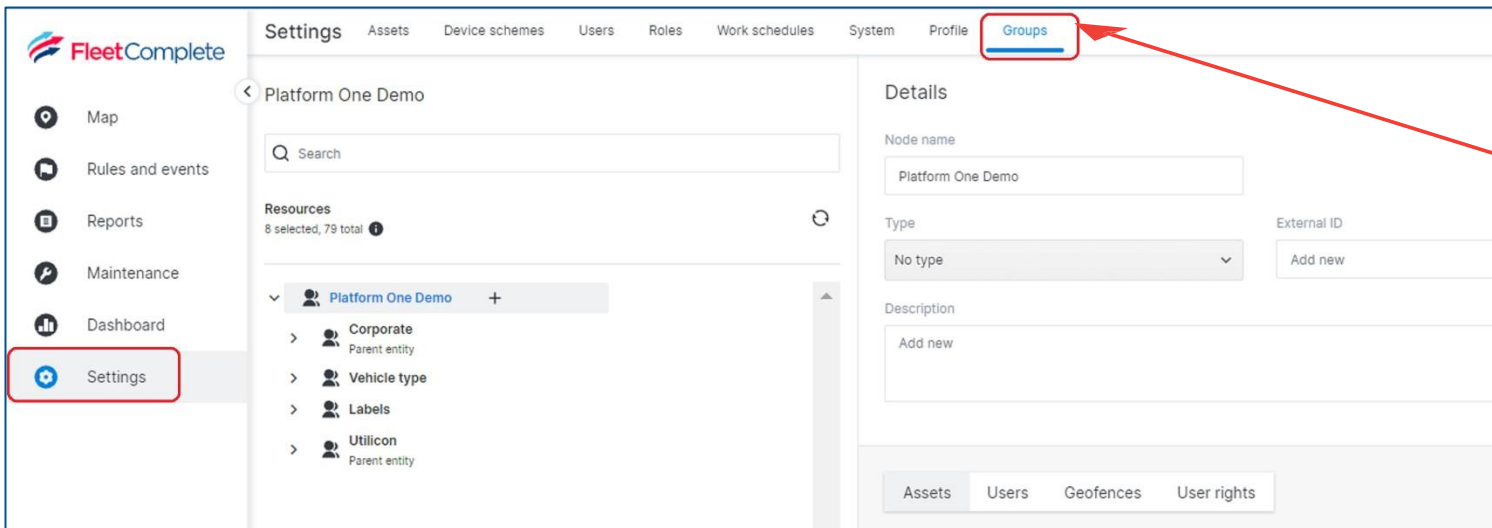 FleetComplete
Map
Rules and events
Reports
Maintenance
Dashboard
Settings
Settings Assets Device schemes Users Roles Work schedules System Profile Groups
Platform One Demo
Search
Resources
8 selected, 79 total
Platform One Demo +
Corporate
Parent entity
Vehicle type
Labels
Utilicon
Parent entity
Details
Node name
Platform One Demo
Type External ID
No type Add new
Description
Add new
Assets Users Geofences User rights